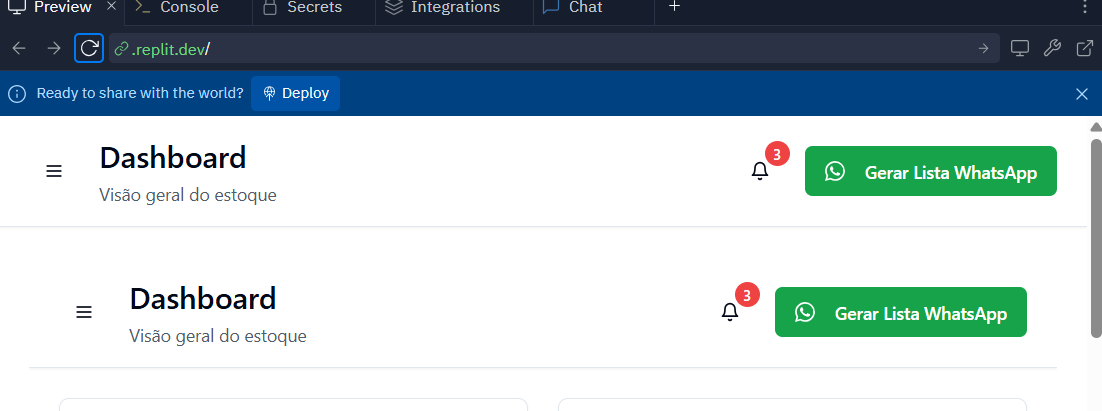 Preview Console Secrets Integrations Chat
.replit.dev/
Ready to share with the world? Deploy
Dashboard
Visão geral do estoque
3
Gerar Lista WhatsApp
Dashboard
Visão geral do estoque
3
Gerar Lista WhatsApp